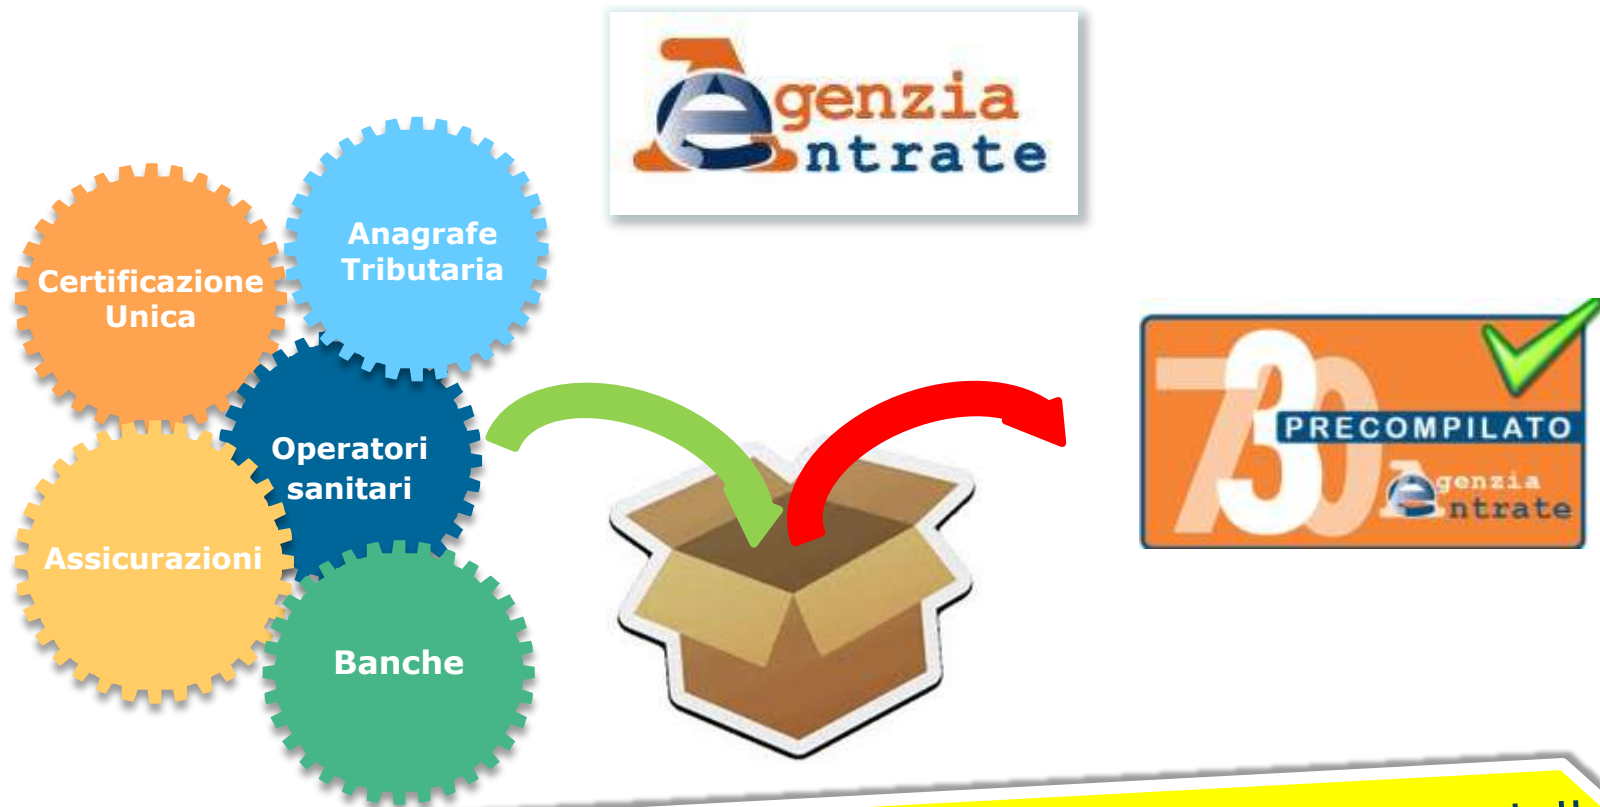 Agenzia
entrate
Anagrafe
Tributaria
Certificazione
Unica
Operatori
sanitari
Assicurazioni
Banche
730
PRECOMPILATO
Agenzia
entrate